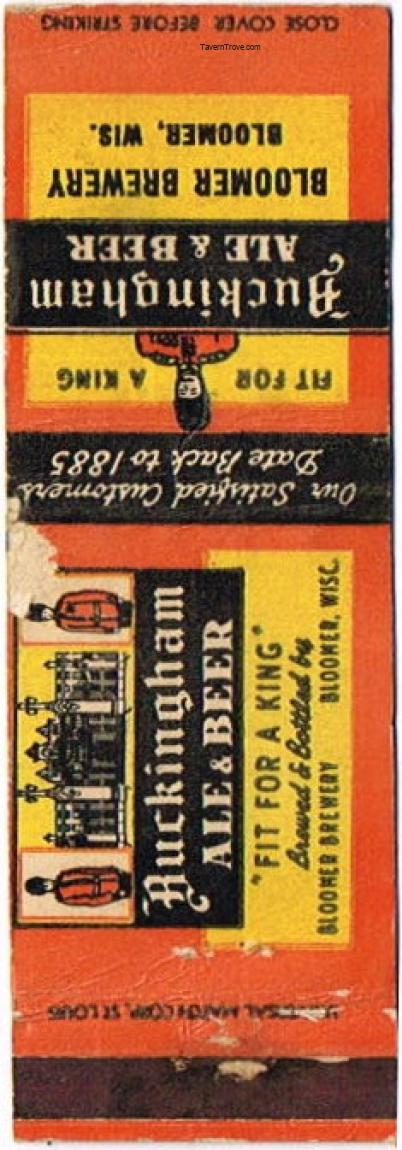 CLOSE COVER BEFORE STRIKING
TavernTrove.com
FIT FOR A KING
Buckingham
ALE & BEER
BLOOMER BREWERY
BLOOMER, WIS.
Our Satisfied Customers
Date Back to 1885
Buckingham
ALE & BEER
"FIT FOR A KING"
Brewed & Bottled by
BLOOMER BREWERY BLOOMER, WISC.
MATCH CORP., ST. LOUIS